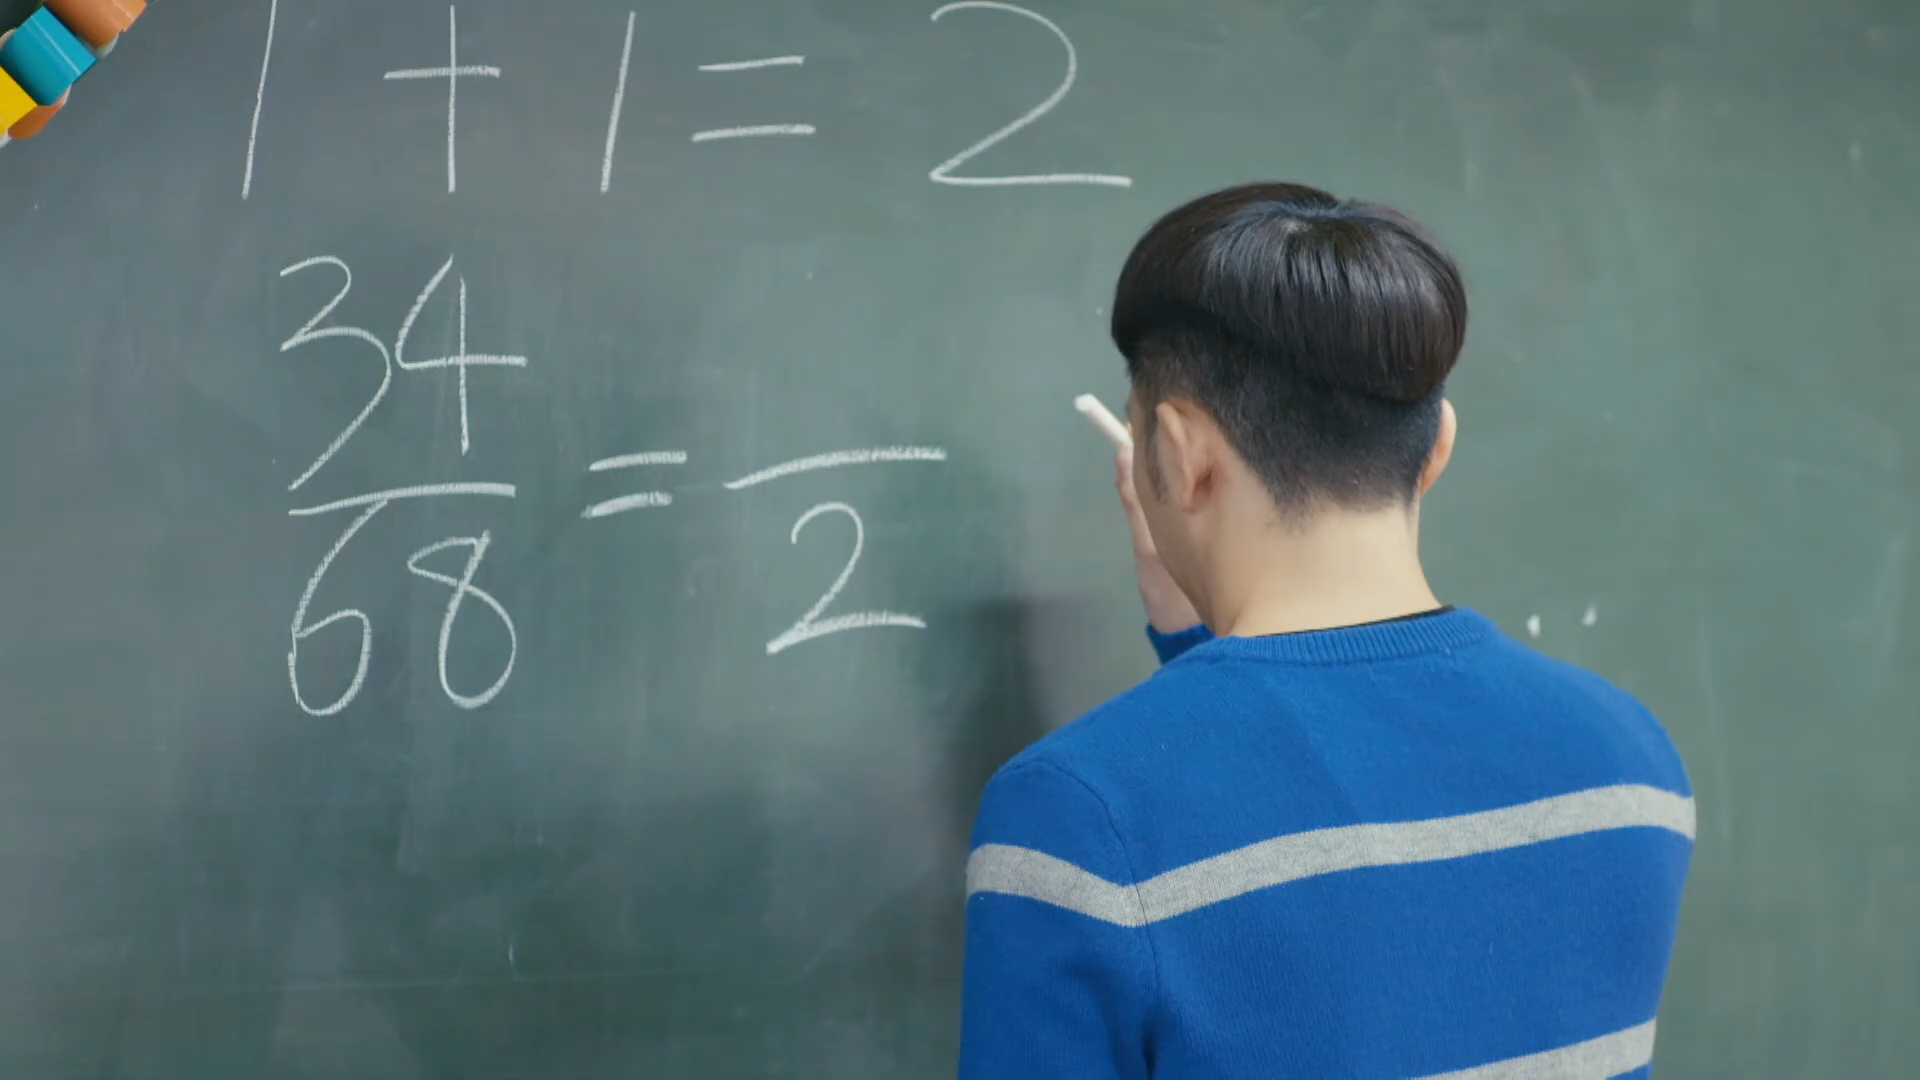 1 + 1 = 2
34/68 = /2